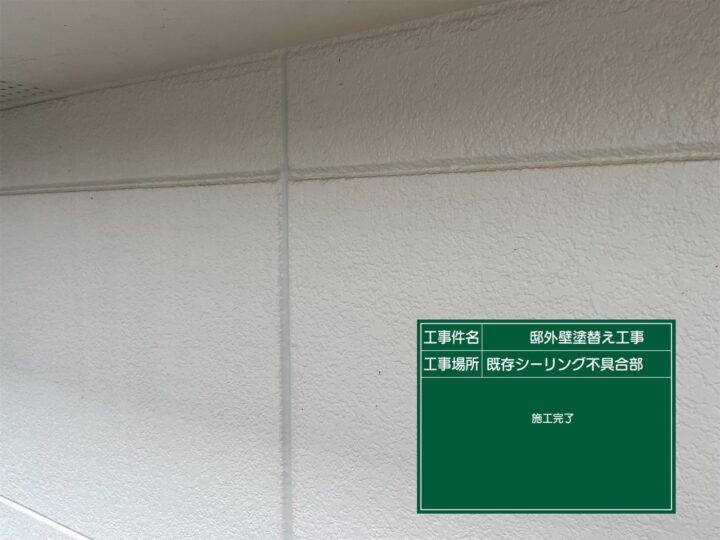 工事件名 邸外壁塗替え工事
工事場所 既存シーリング不具合部
施工完了